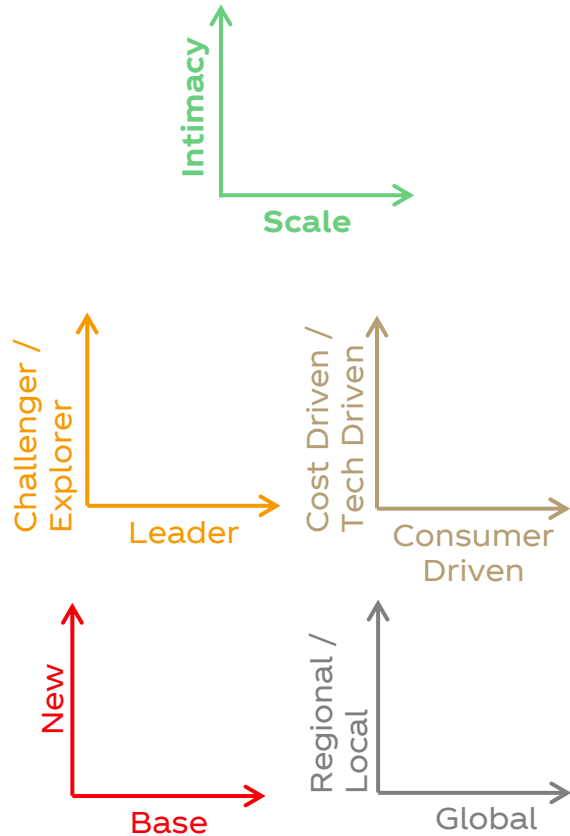 Intimacy
Scale
Challenger /
Explorer
Leader
Cost Driven /
Tech Driven
Consumer
Driven
New
Base
Regional /
Local
Global